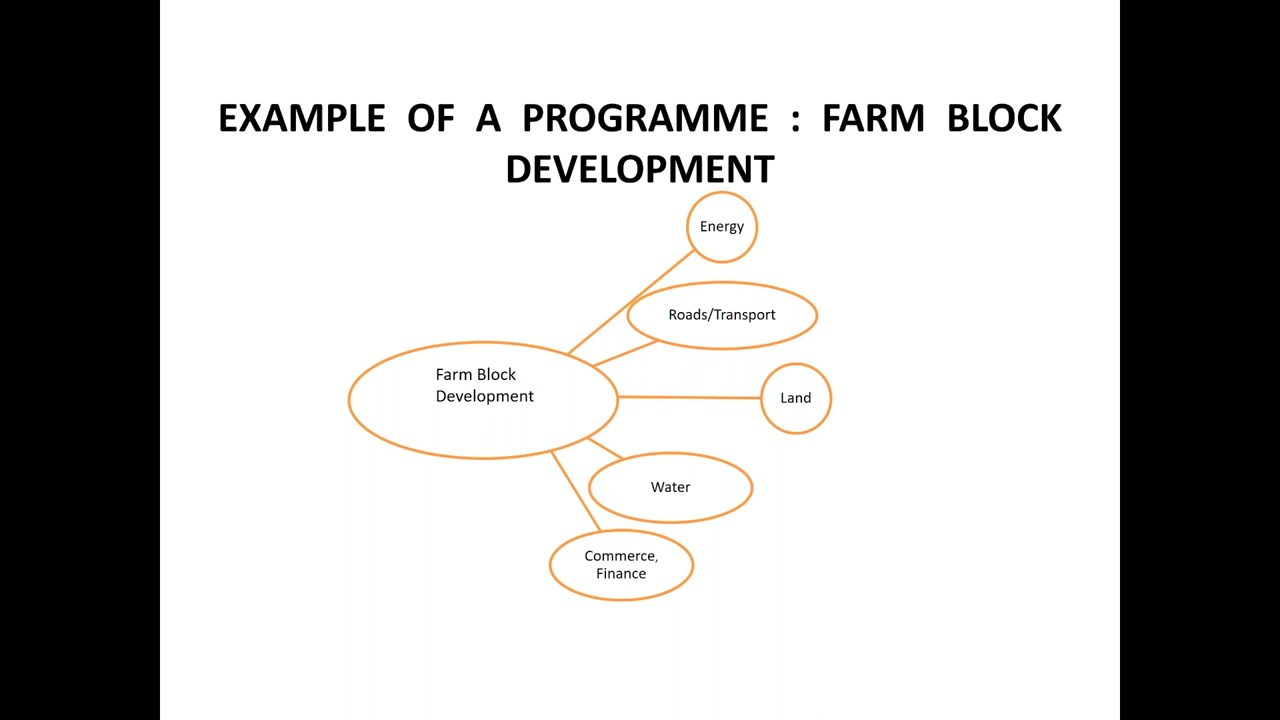 EXAMPLE OF A PROGRAMME : FARM BLOCK
DEVELOPMENT
Energy
Roads/Transport
Farm Block
Development
Land
Water
Commerce,
Finance